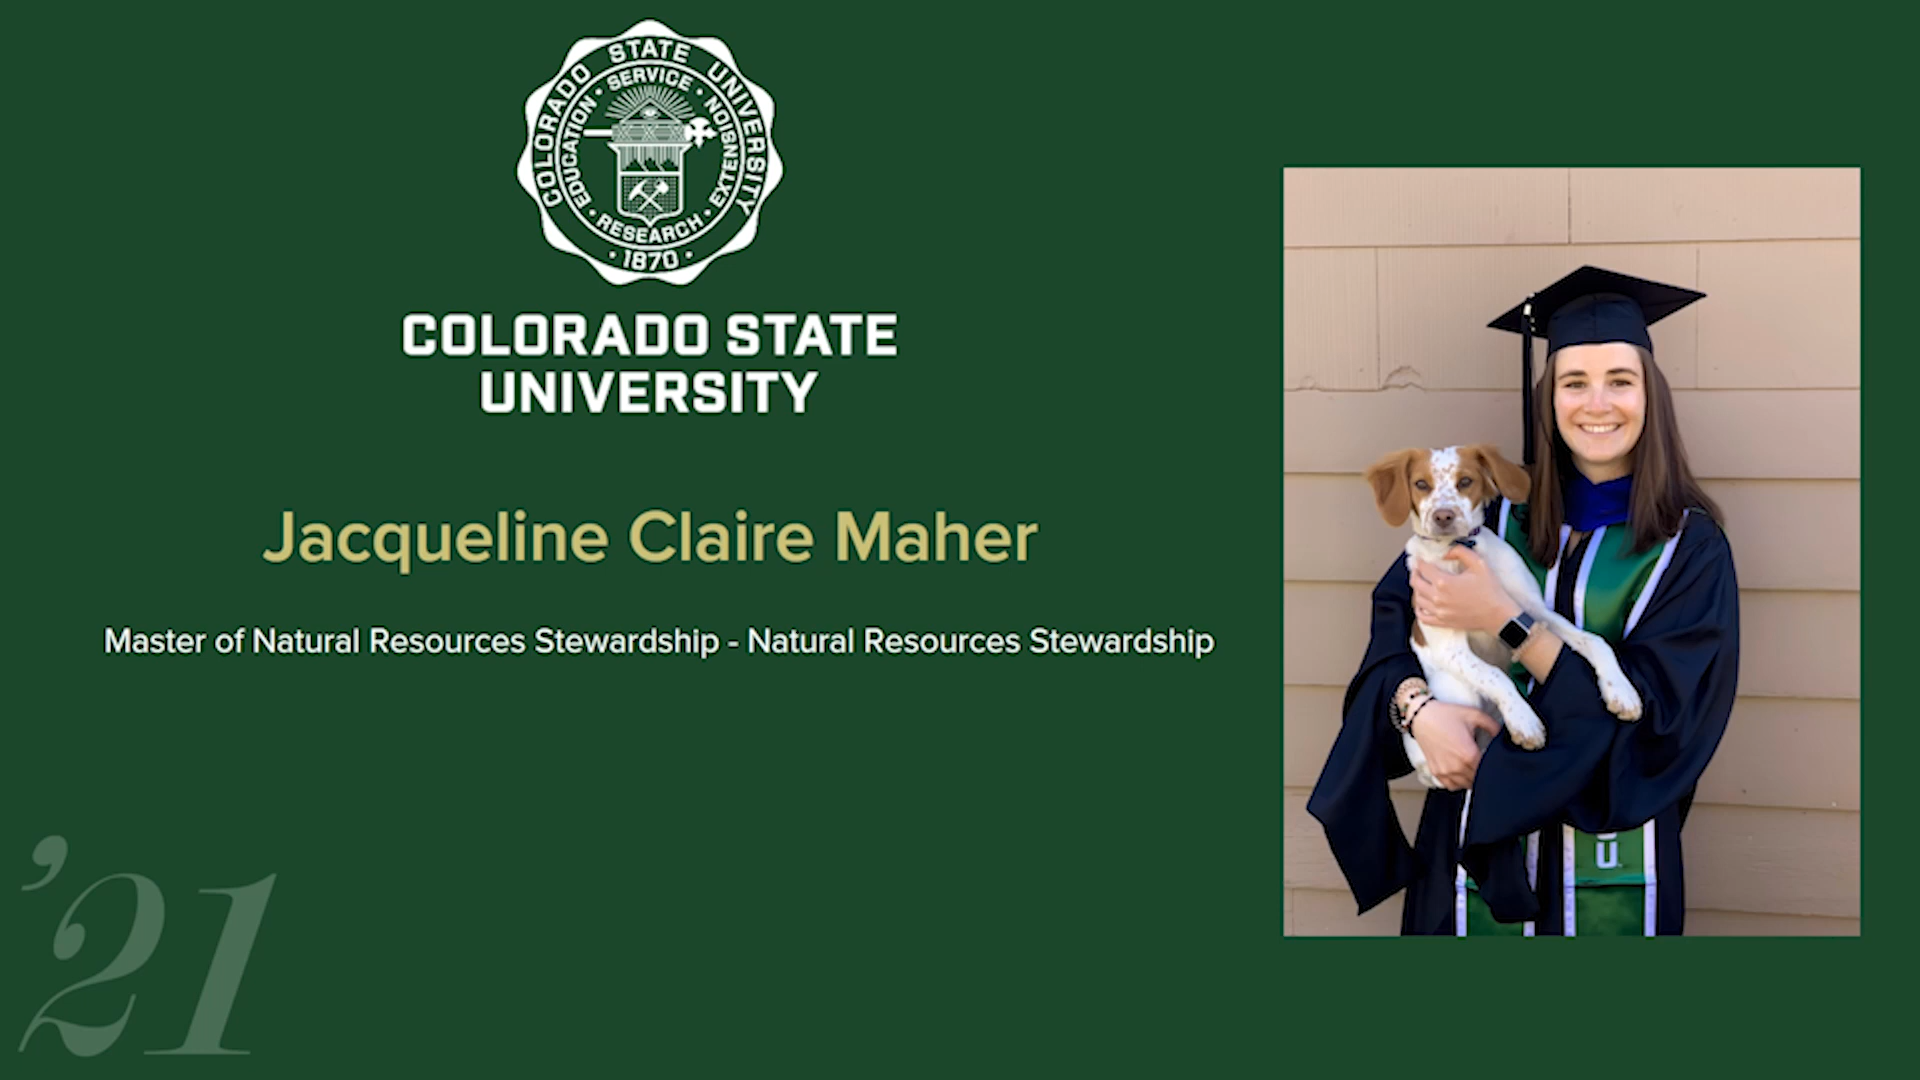 COLORADO STATE UNIVERSITY
EDUCATION · SERVICE · EXTENSION
· RESEARCH ·
· 1870 ·
COLORADO STATE
UNIVERSITY
Jacqueline Claire Maher
Master of Natural Resources Stewardship - Natural Resources Stewardship
U
’21